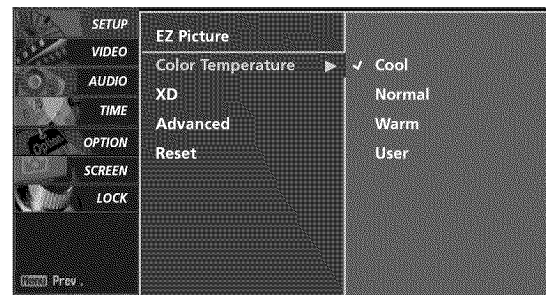 SETUP
VIDEO
AUDIO
TIME
OPTION
SCREEN
LOCK
Menu Prev.
EZ Picture
Color Temperature ▶
XD
Advanced
Reset
✓ Cool
Normal
Warm
User